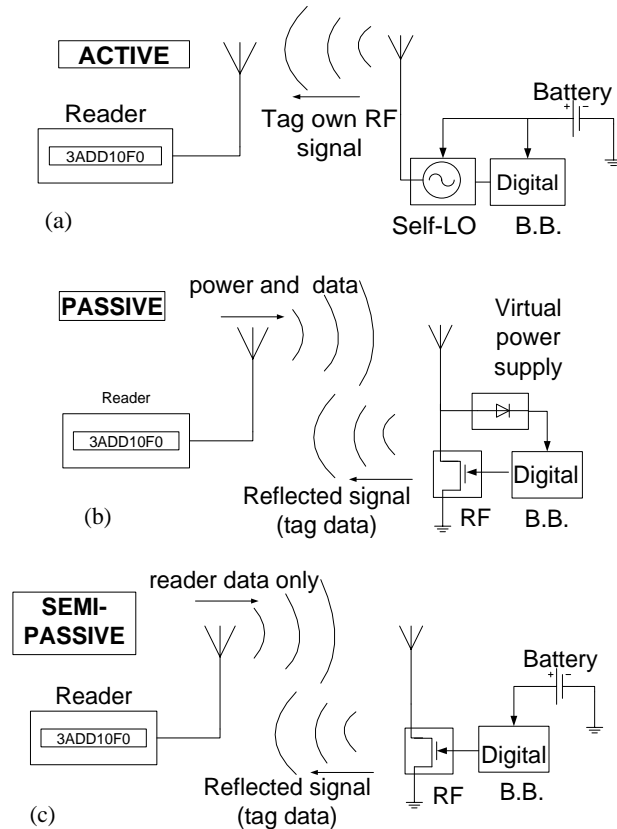 ACTIVE
Reader
3ADD10F0
Tag own RF
signal
Battery
+ −
Digital
Self-LO
B.B.
(a)
PASSIVE
power and data
Reader
3ADD10F0
Virtual
power
supply
Digital
Reflected signal
(tag data)
RF
B.B.
(b)
SEMI-
PASSIVE
reader data only
Reader
3ADD10F0
Battery
+ −
Digital
Reflected signal
(tag data)
RF
B.B.
(c)